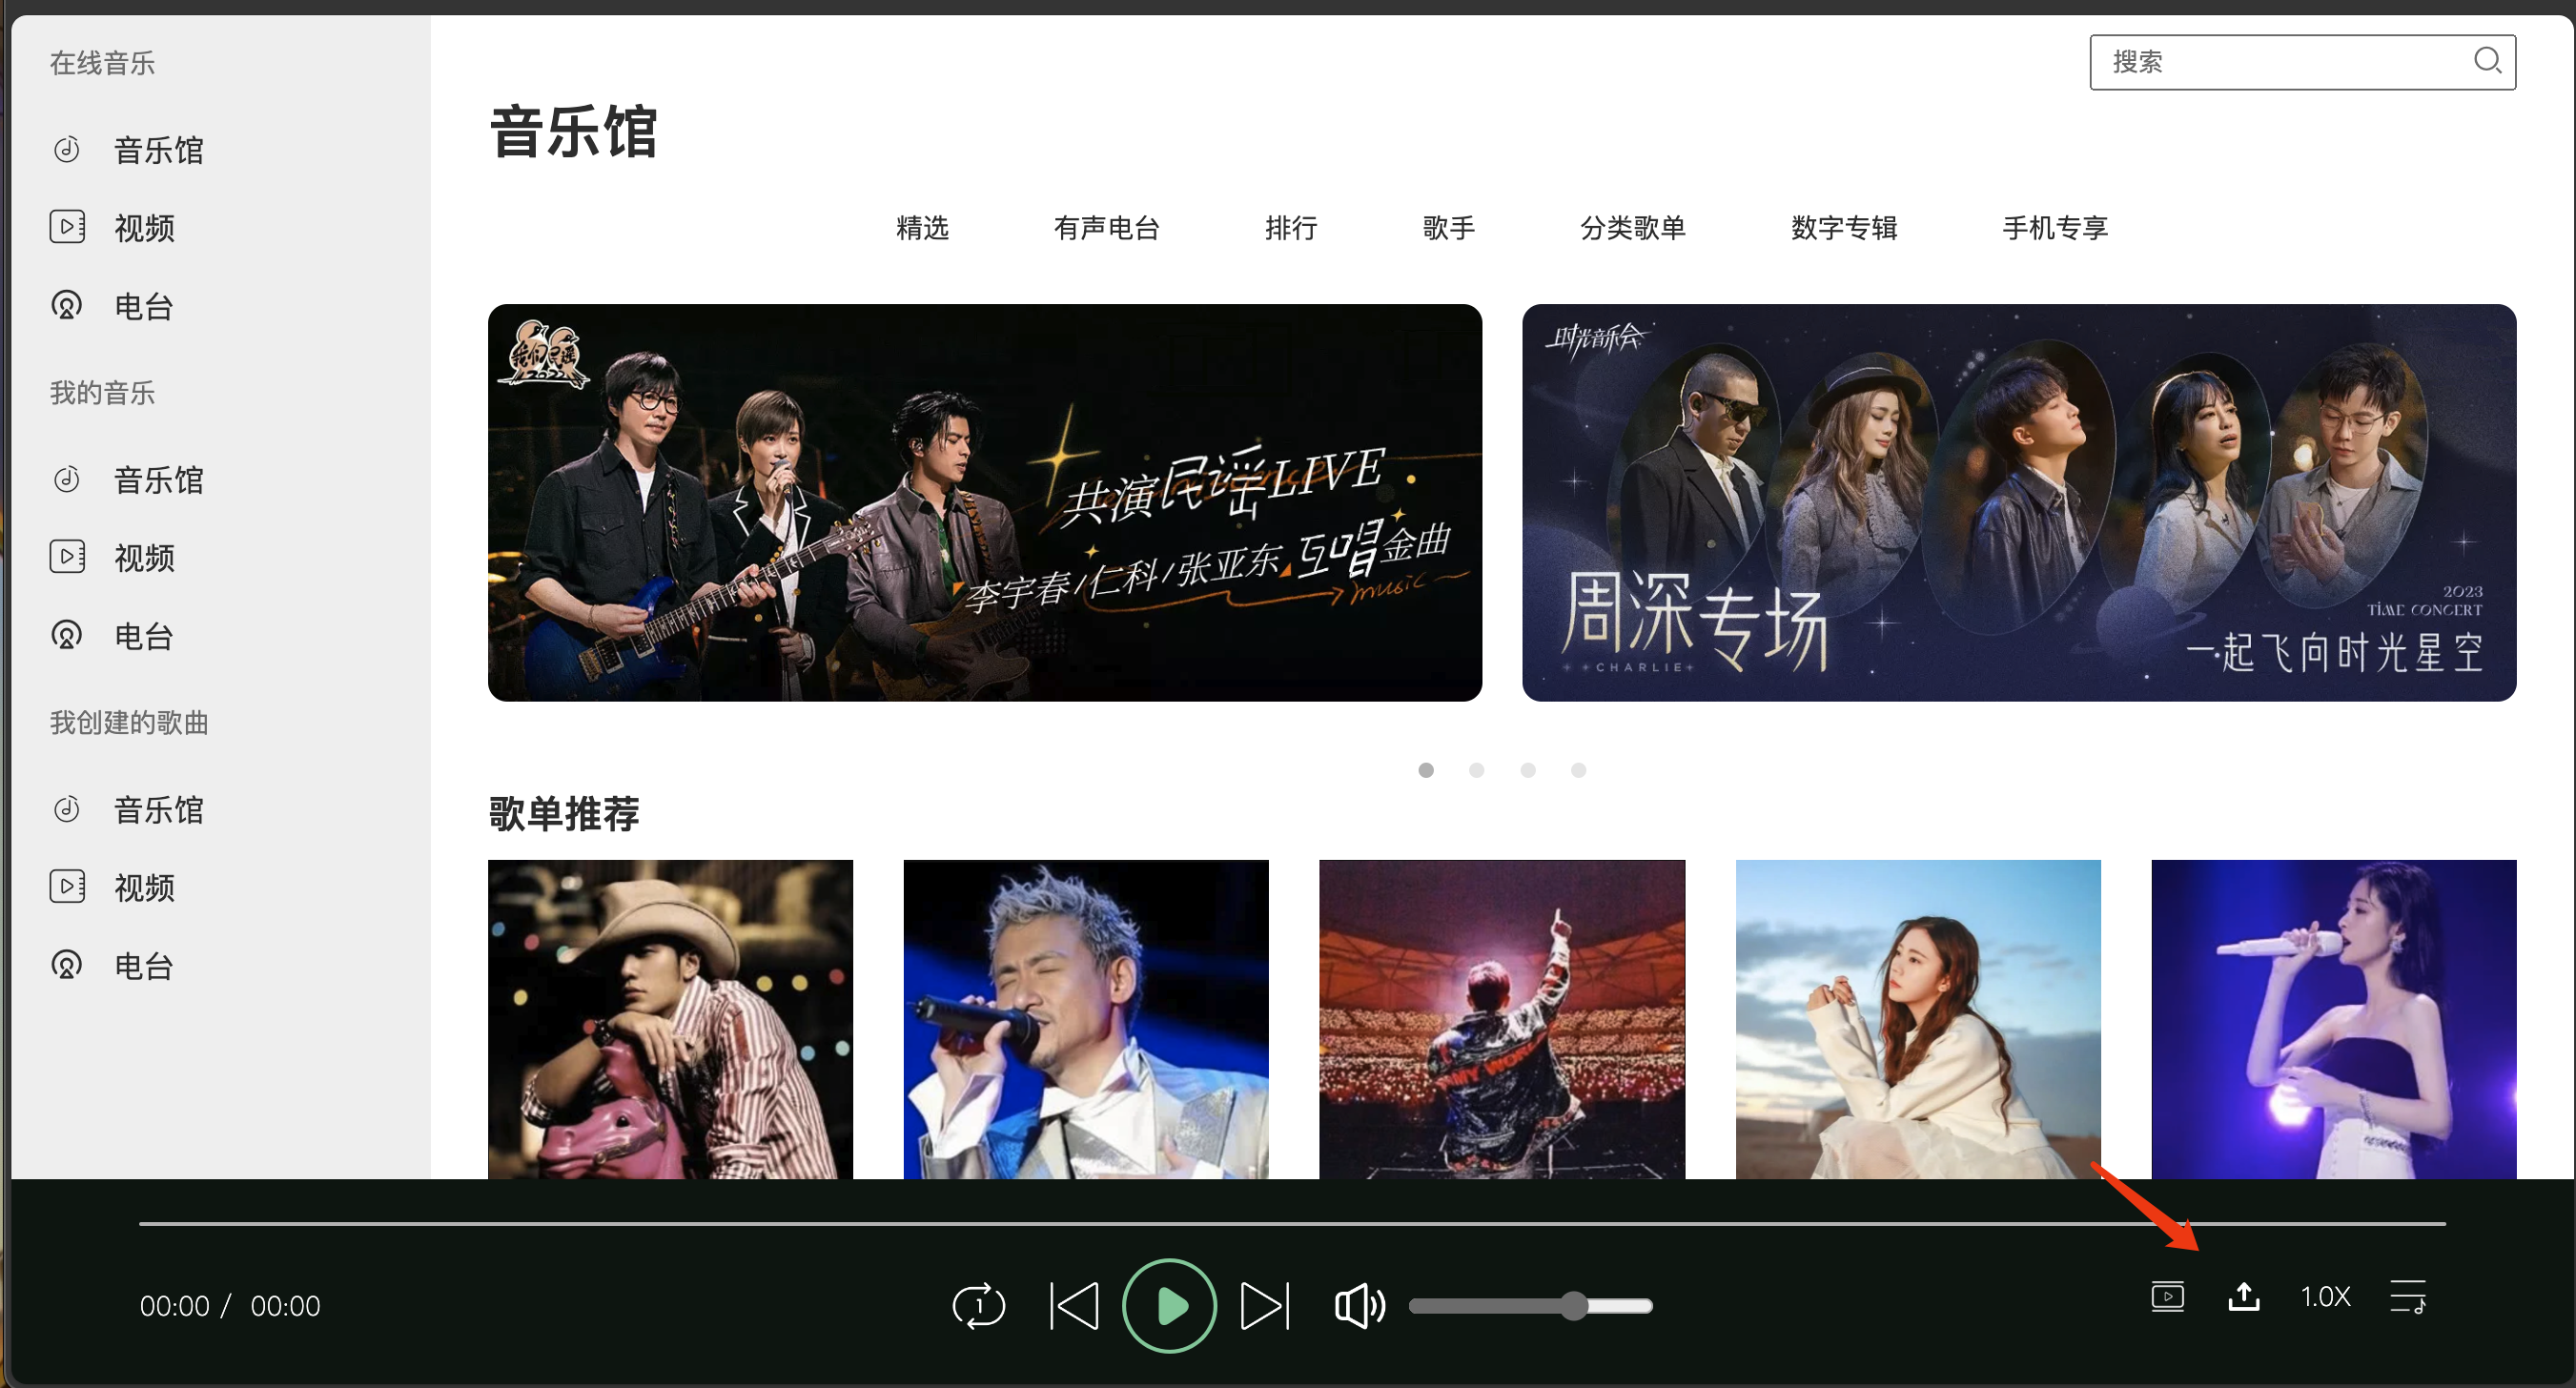 在线音乐
音乐馆
视频
电台
我的音乐
音乐馆
视频
电台
我创建的歌曲
音乐馆
视频
电台
搜索
音乐馆
精选 有声电台 排行 歌手 分类歌单 数字专辑 手机专享
我们民谣
2022
共演民谣LIVE
李宇春/仁科/张亚东 互唱金曲
music
时光音乐会
周深专场
CHARLIE
2023
TIME CONCERT
一起飞向时光星空
歌单推荐
MY WORK
00:00 / 00:00
1
1.0X